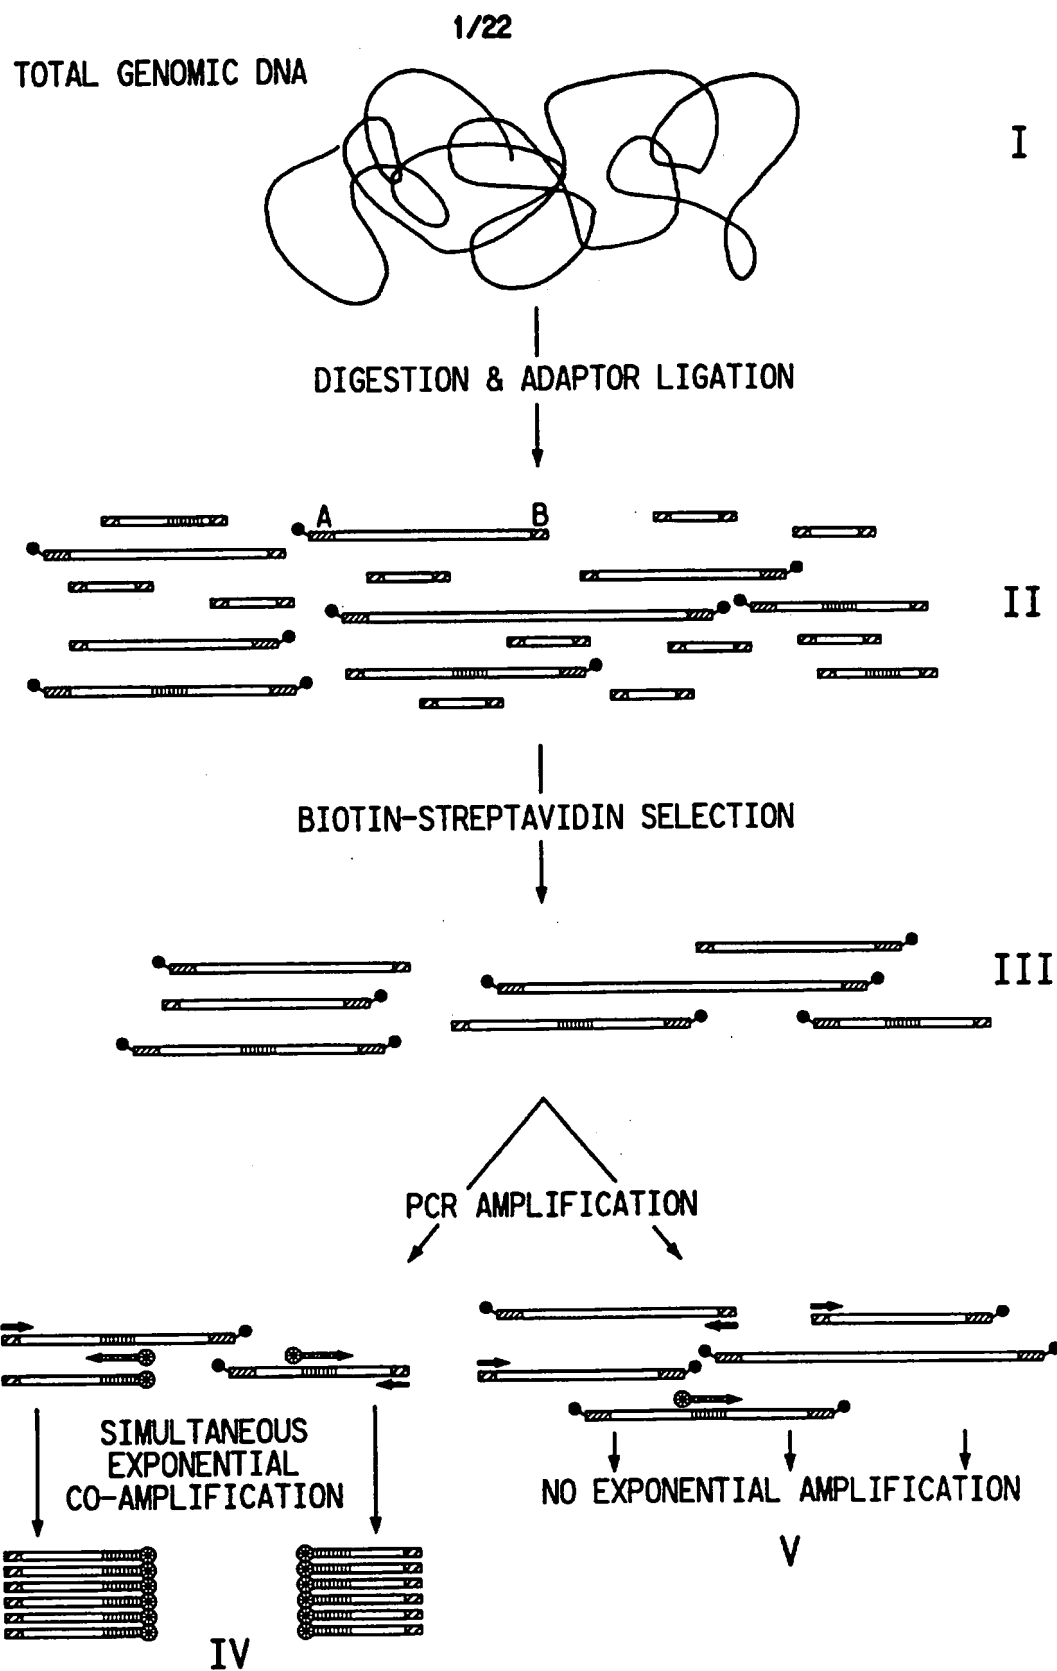 1/22
TOTAL GENOMIC DNA
I
DIGESTION & ADAPTOR LIGATION
A
B
II
BIOTIN-STREPTAVIDIN SELECTION
III
PCR AMPLIFICATION
SIMULTANEOUS
EXPONENTIAL
CO-AMPLIFICATION
NO EXPONENTIAL AMPLIFICATION
V
IV